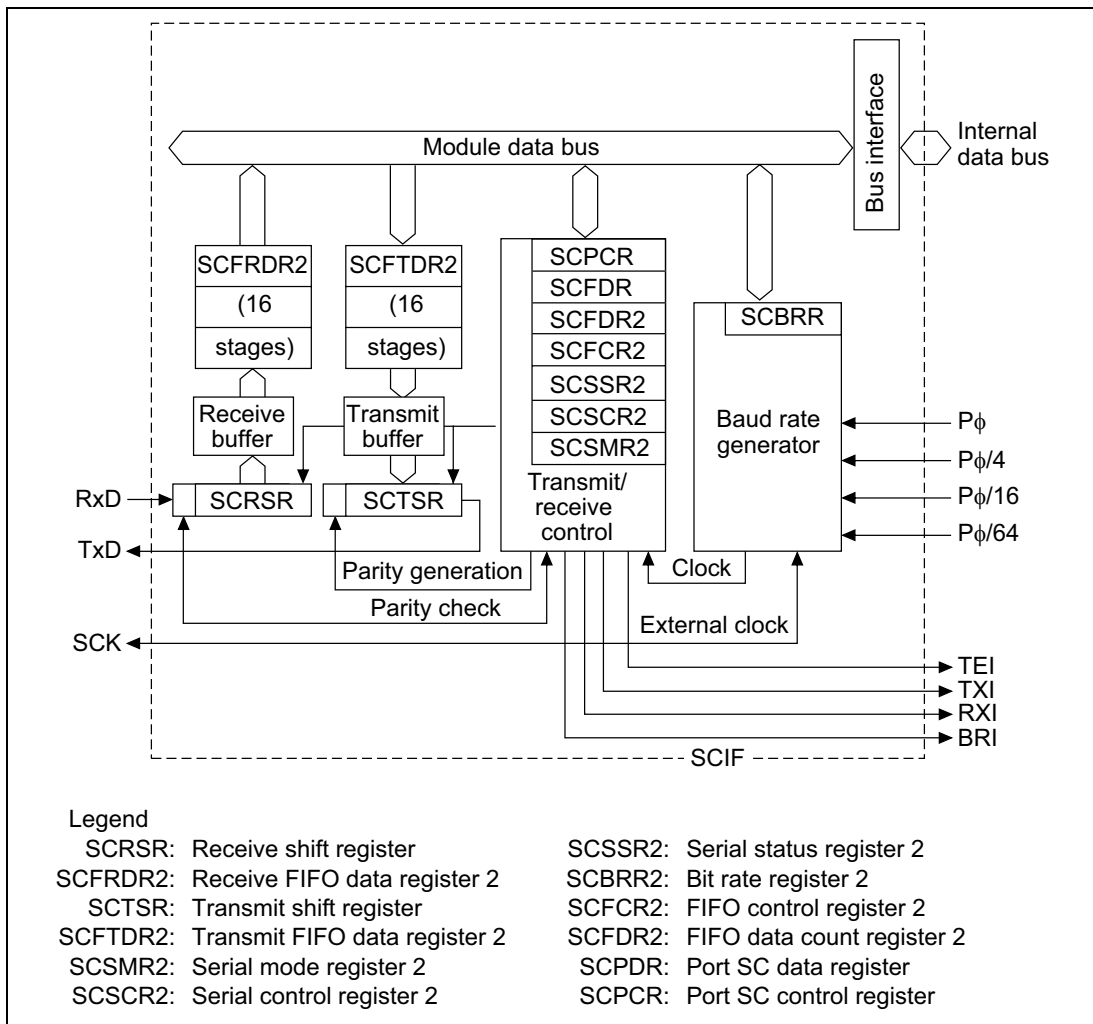 Bus interface
Internal
data bus
Module data bus
SCFRDR2
(16
stages)
SCFTDR2
(16
stages)
SCPCR
SCFDR
SCFDR2
SCFCR2
SCSSR2
SCSCR2
SCSMR2
Transmit/
receive
control
SCBRR
Baud rate
generator
Receive
buffer
Transmit
buffer
Pϕ
Pϕ/4
Pϕ/16
Pϕ/64
RxD
SCRSR
SCTSR
TxD
Parity generation
Clock
Parity check
SCK
External clock
TEI
TXI
RXI
BRI
SCIF
Legend
SCRSR: Receive shift register
SCFRDR2: Receive FIFO data register 2
SCTSR: Transmit shift register
SCFTDR2: Transmit FIFO data register 2
SCSMR2: Serial mode register 2
SCSCR2: Serial control register 2
SCSSR2: Serial status register 2
SCBRR2: Bit rate register 2
SCFCR2: FIFO control register 2
SCFDR2: FIFO data count register 2
SCPDR: Port SC data register
SCPCR: Port SC control register